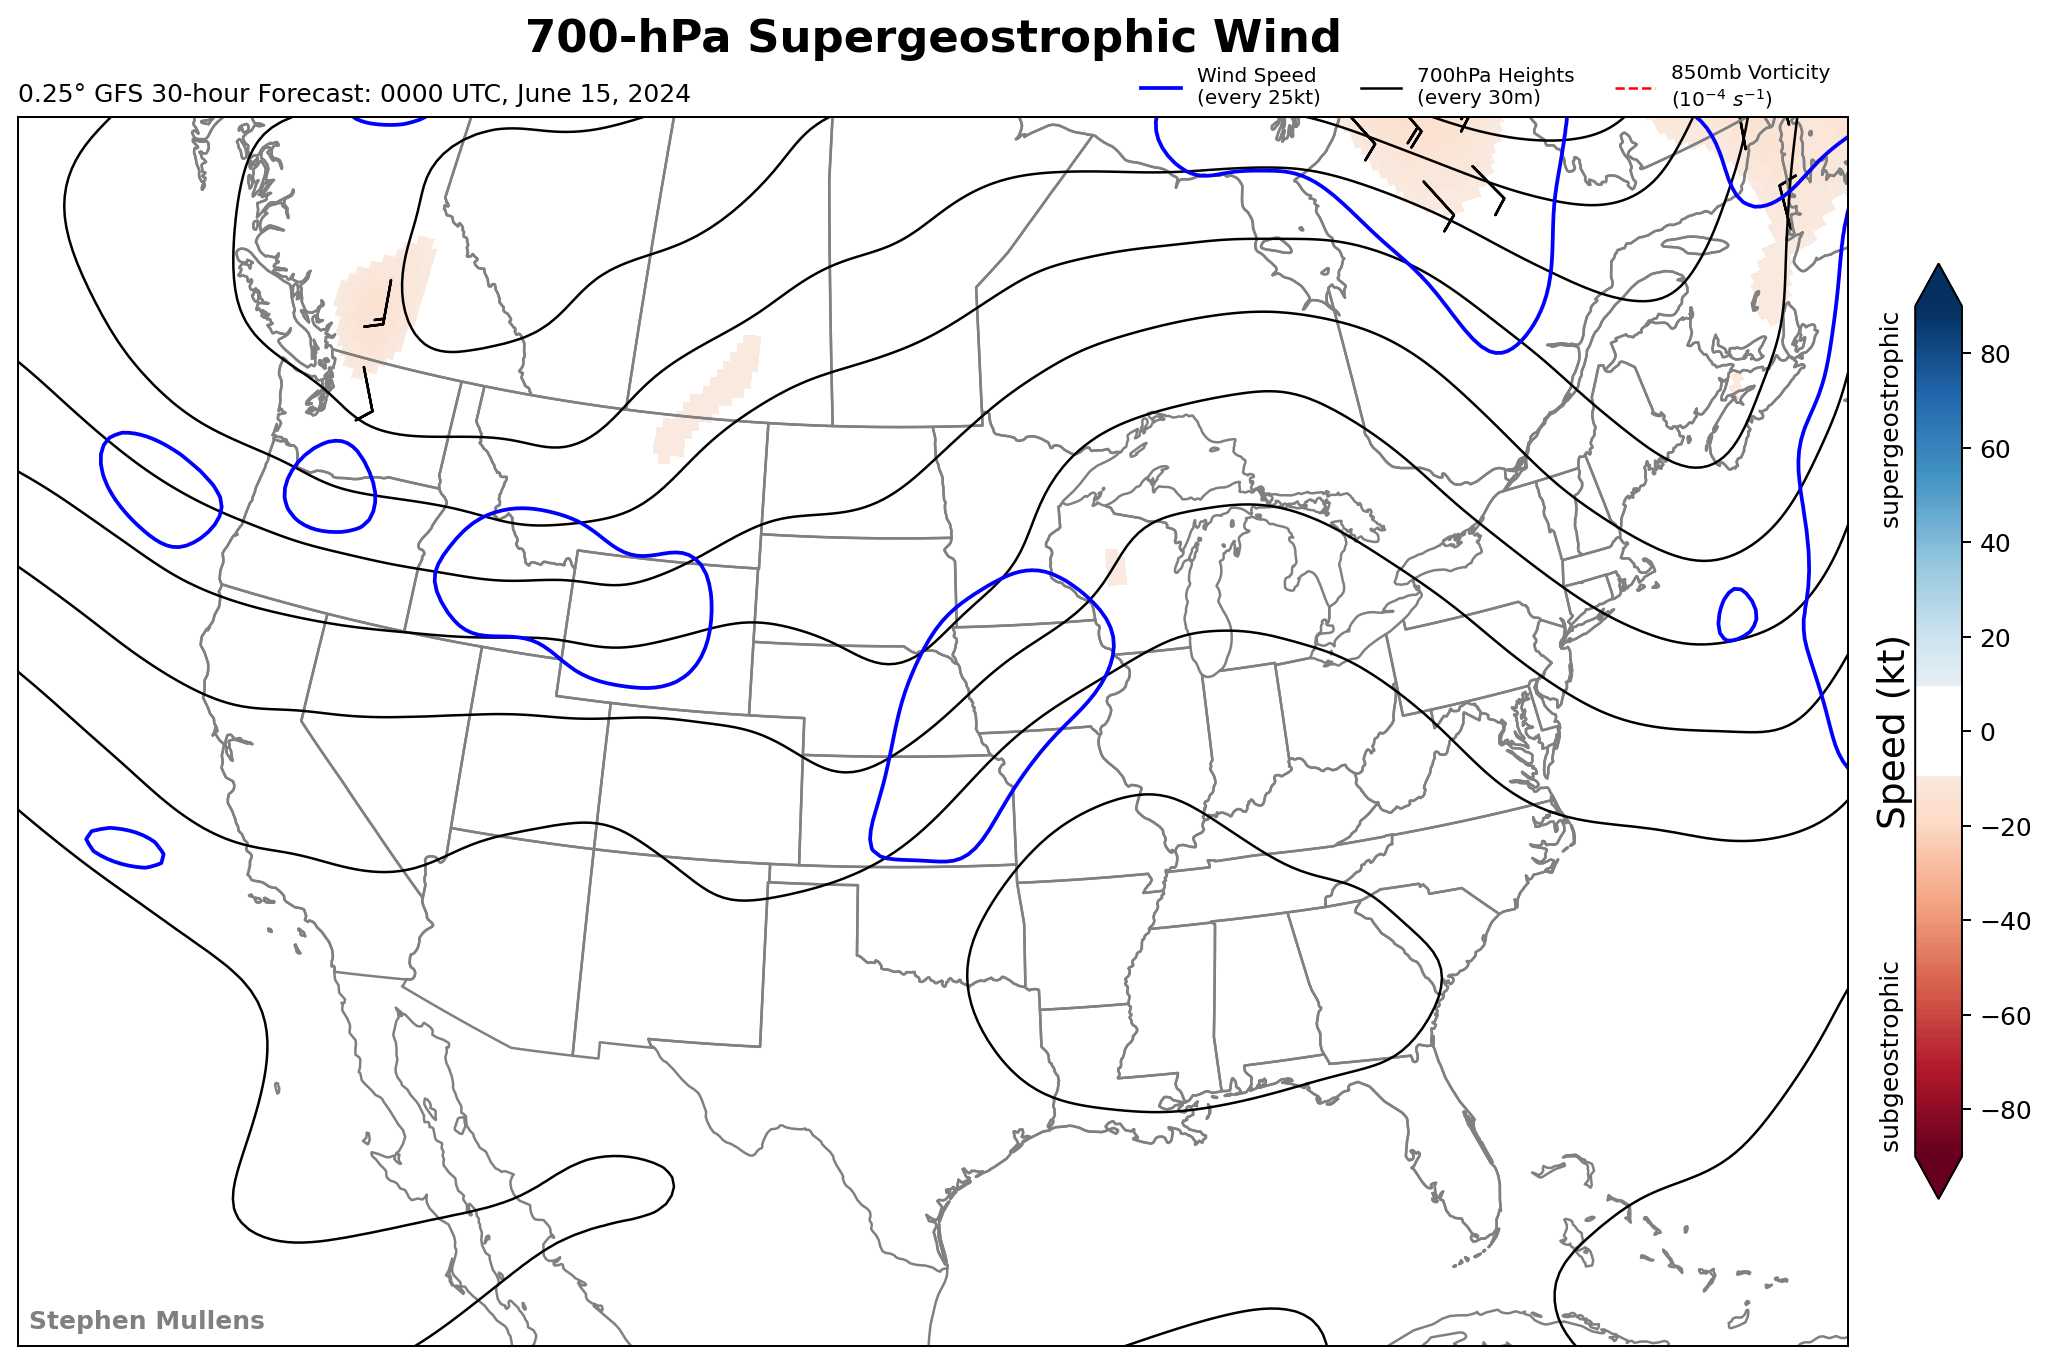 700-hPa Supergeostrophic Wind
0.25° GFS 30-hour Forecast: 0000 UTC, June 15, 2024
Wind Speed
(every 25kt)
700hPa Heights
(every 30m)
850mb Vorticity
(10⁻⁴ s⁻¹)
supergeostrophic
Speed (kt)
subgeostrophic
80
60
40
20
0
−20
−40
−60
−80
Stephen Mullens